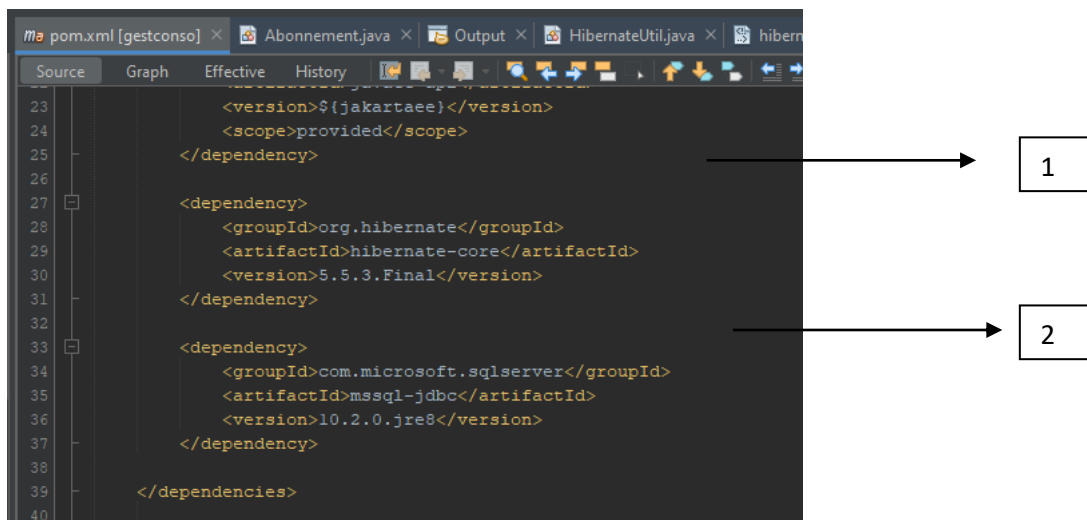 pom.xml [gestconso] Abonnement.java Output HibernateUtil.java hibern
Source Graph Effective History
23 <version>${jakartaee}</version>
24 <scope>provided</scope>
25 </dependency>
26
27 <dependency>
28 <groupId>org.hibernate</groupId>
29 <artifactId>hibernate-core</artifactId>
30 <version>5.5.3.Final</version>
31 </dependency>
32
33 <dependency>
34 <groupId>com.microsoft.sqlserver</groupId>
35 <artifactId>mssql-jdbc</artifactId>
36 <version>10.2.0.jre8</version>
37 </dependency>
38
39 </dependencies>
40
1
2